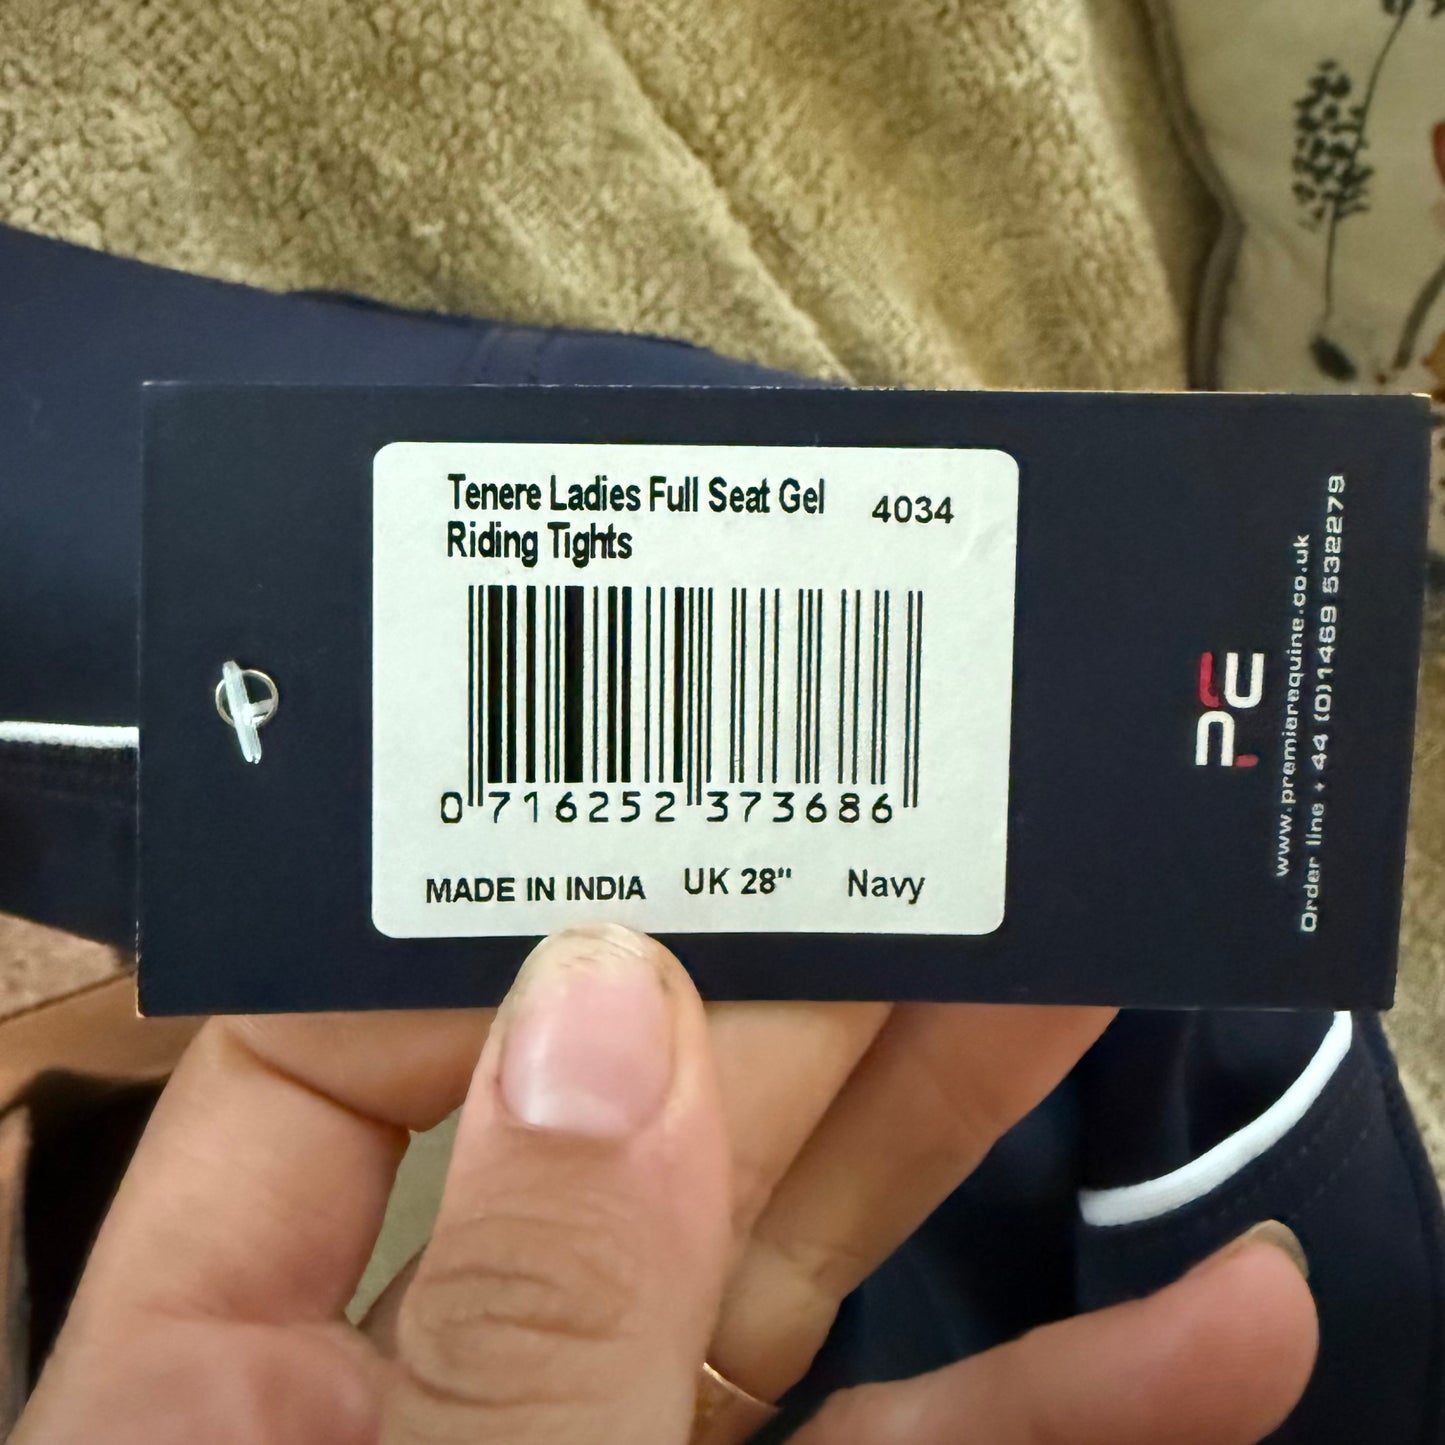 Tenere Ladies Full Seat Gel 4034
Riding Tights
0 716252 373686
MADE IN INDIA UK 28" Navy
PE
www.premierequine.co.uk
Order line + 44 (0)1469 532279